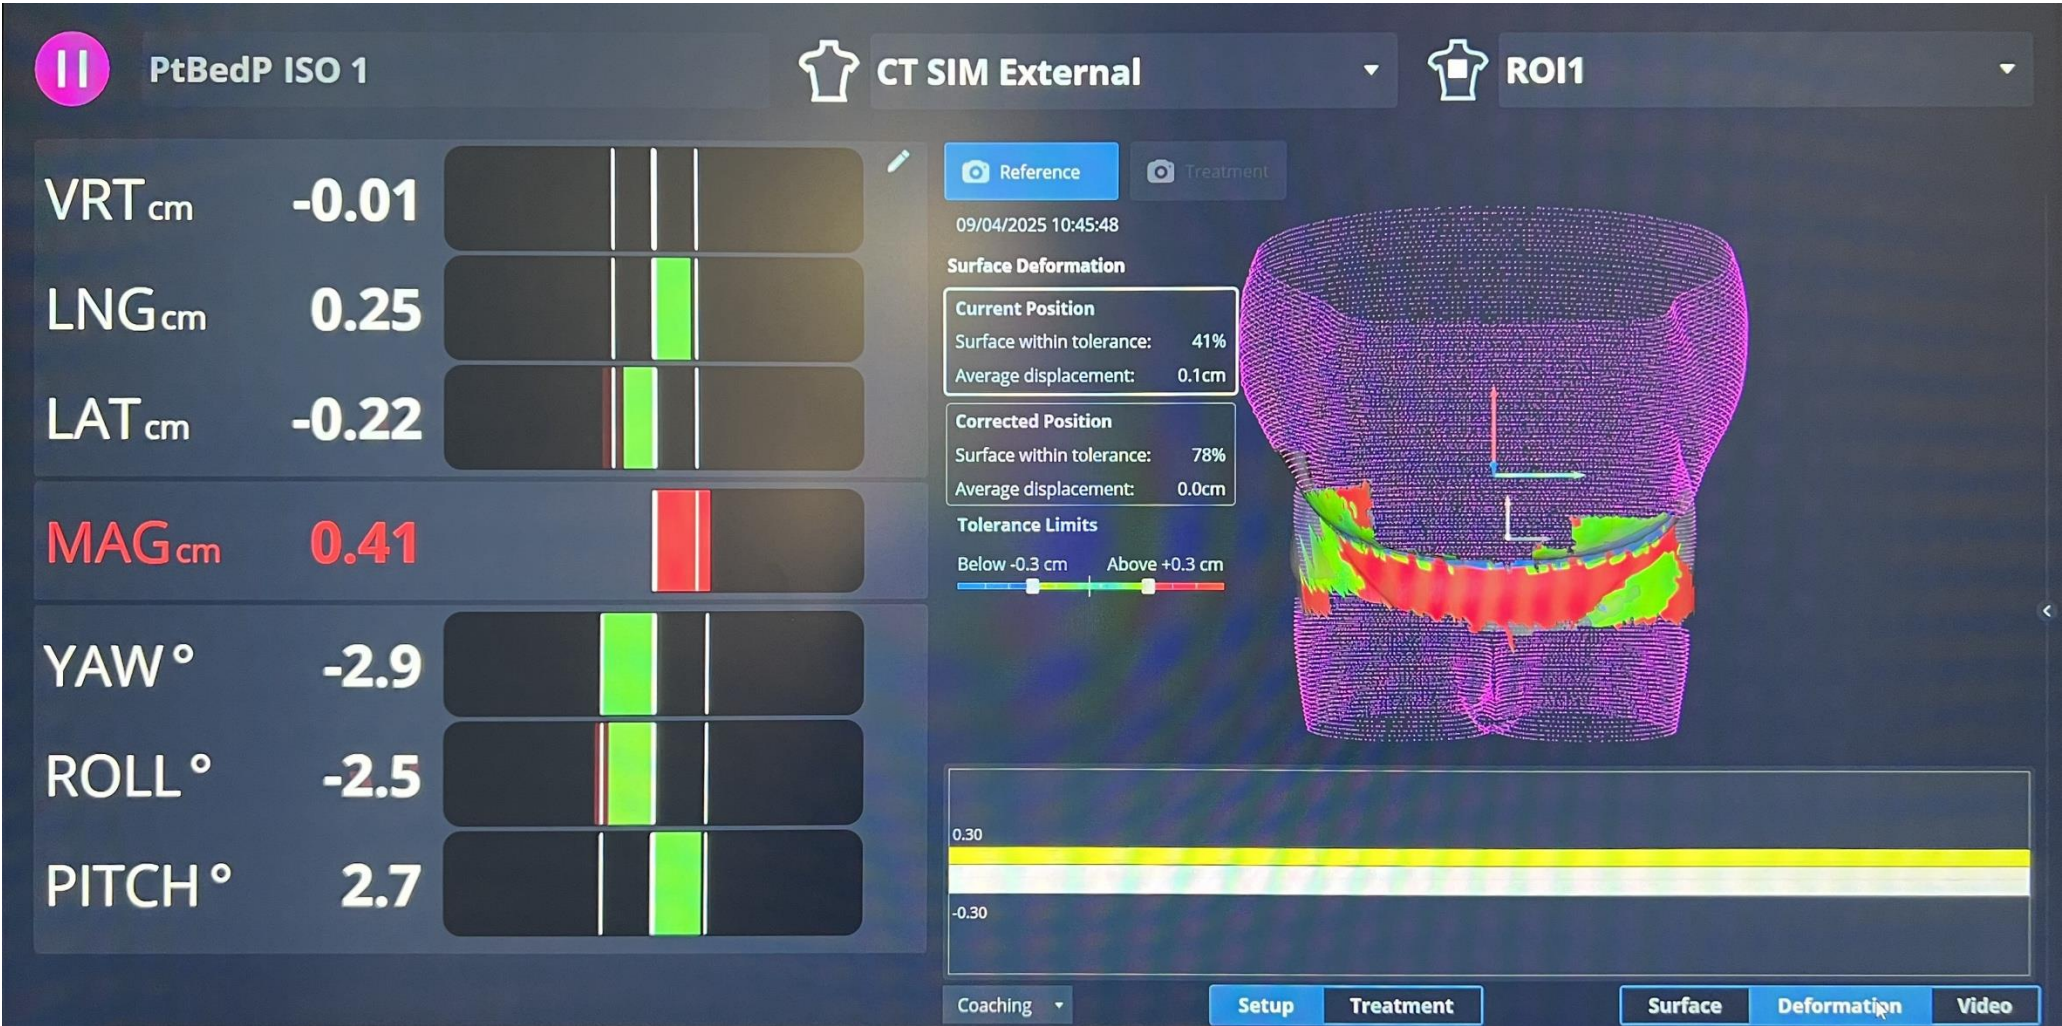 PtBedP ISO 1
CT SIM External
ROI1
VRT cm -0.01
LNG cm 0.25
LAT cm -0.22
MAG cm 0.41
YAW ° -2.9
ROLL ° -2.5
PITCH ° 2.7
Reference
Treatment
09/04/2025 10:45:48
Surface Deformation
Current Position
Surface within tolerance: 41%
Average displacement: 0.1cm
Corrected Position
Surface within tolerance: 78%
Average displacement: 0.0cm
Tolerance Limits
Below -0.3 cm Above +0.3 cm
0.30
-0.30
Coaching
Setup Treatment
Surface Deformation Video